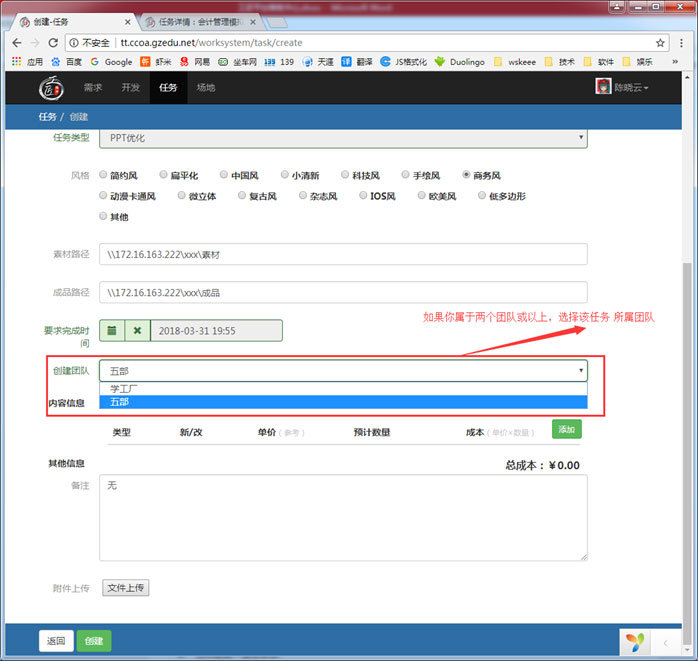 创建-任务
任务详情：会计管理模拟
不安全 | tt.ccoa.gzedu.net/worksystem/task/create
应用 百度 Google 虾米 网易 坐车网 139 天涯 翻译 JS格式化 Duolingo wskeee 技术 软件 娱乐 »
需求 开发 任务 场地 陈晓云
任务 / 创建
任务类型 PPT优化
风格 简约风 扁平化 中国风 小清新 科技风 手绘风 商务风
动漫卡通风 微立体 复古风 杂志风 IOS风 欧美风 低多边形
其他
素材路径 \\172.16.163.222\xxx\素材
成品路径 \\172.16.163.222\xxx\成品
如果你属于两个团队或以上，选择该任务 所属团队
要求完成时间 2018-03-31 19:55
创建团队 五部
学工厂
内容信息 五部
类型 新/改 单价（参考） 预计数量 成本（单价×数量） 添加
其他信息 总成本：￥0.00
备注 无
附件上传 文件上传
返回 创建